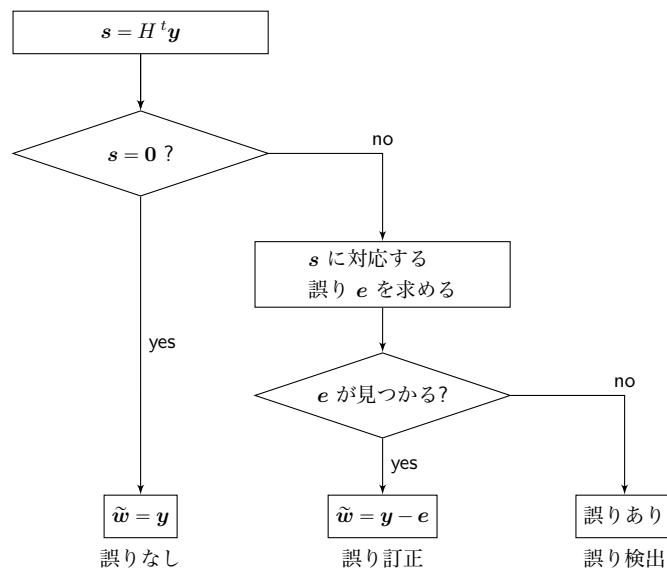 s = H ᵗy
s = 0 ?
no
s に対応する
誤り e を求める
yes
e が見つかる?
no
yes
w̃ = y
w̃ = y − e
誤りあり
誤りなし
誤り訂正
誤り検出